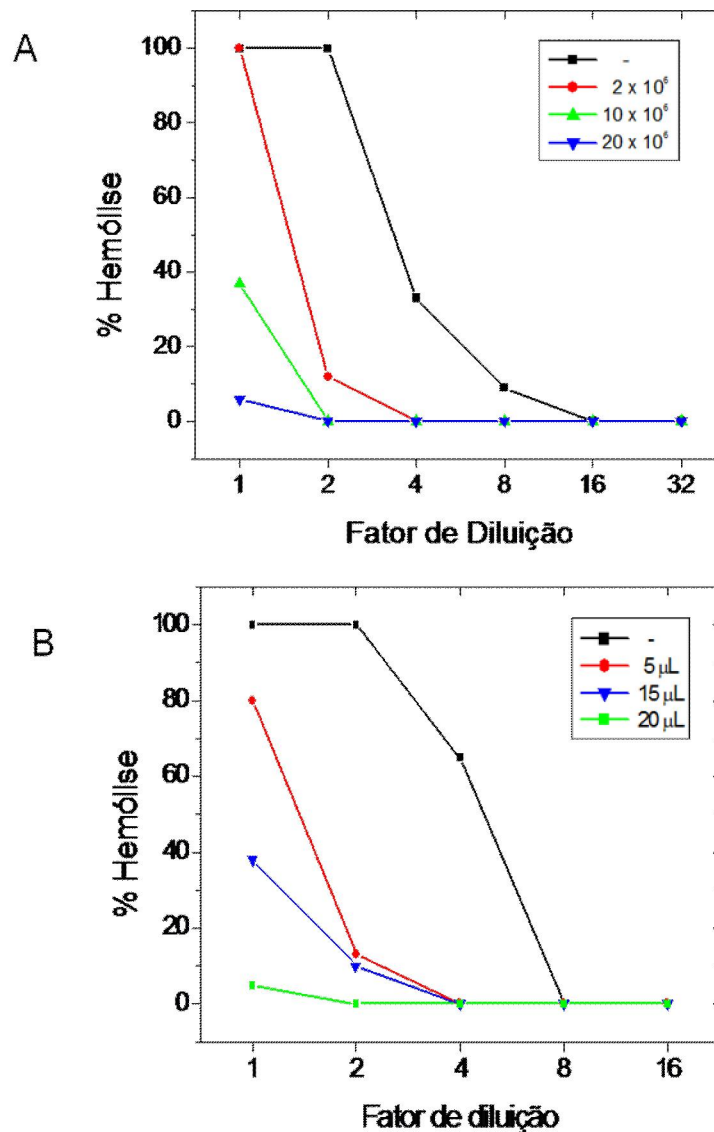 A
% Hemólise
100
80
60
40
20
0
-
2 x 10⁶
10 x 10⁶
20 x 10⁶
1 2 4 8 16 32
Fator de Diluição
B
% Hemólise
100
80
60
40
20
0
-
5 μL
15 μL
20 μL
1 2 4 8 16
Fator de diluição